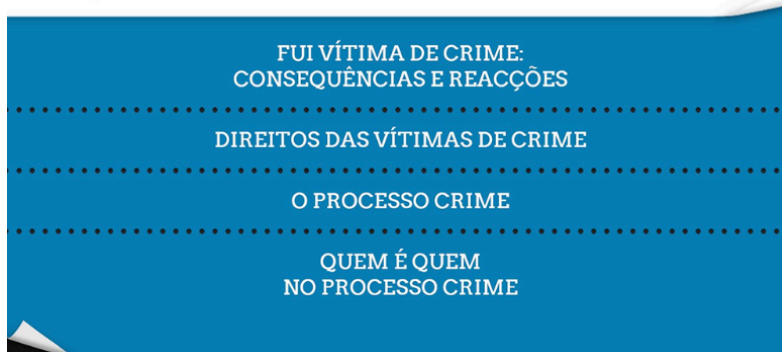 FUI VÍTIMA DE CRIME:
CONSEQUÊNCIAS E REACÇÕES
DIREITOS DAS VÍTIMAS DE CRIME
O PROCESSO CRIME
QUEM É QUEM
NO PROCESSO CRIME